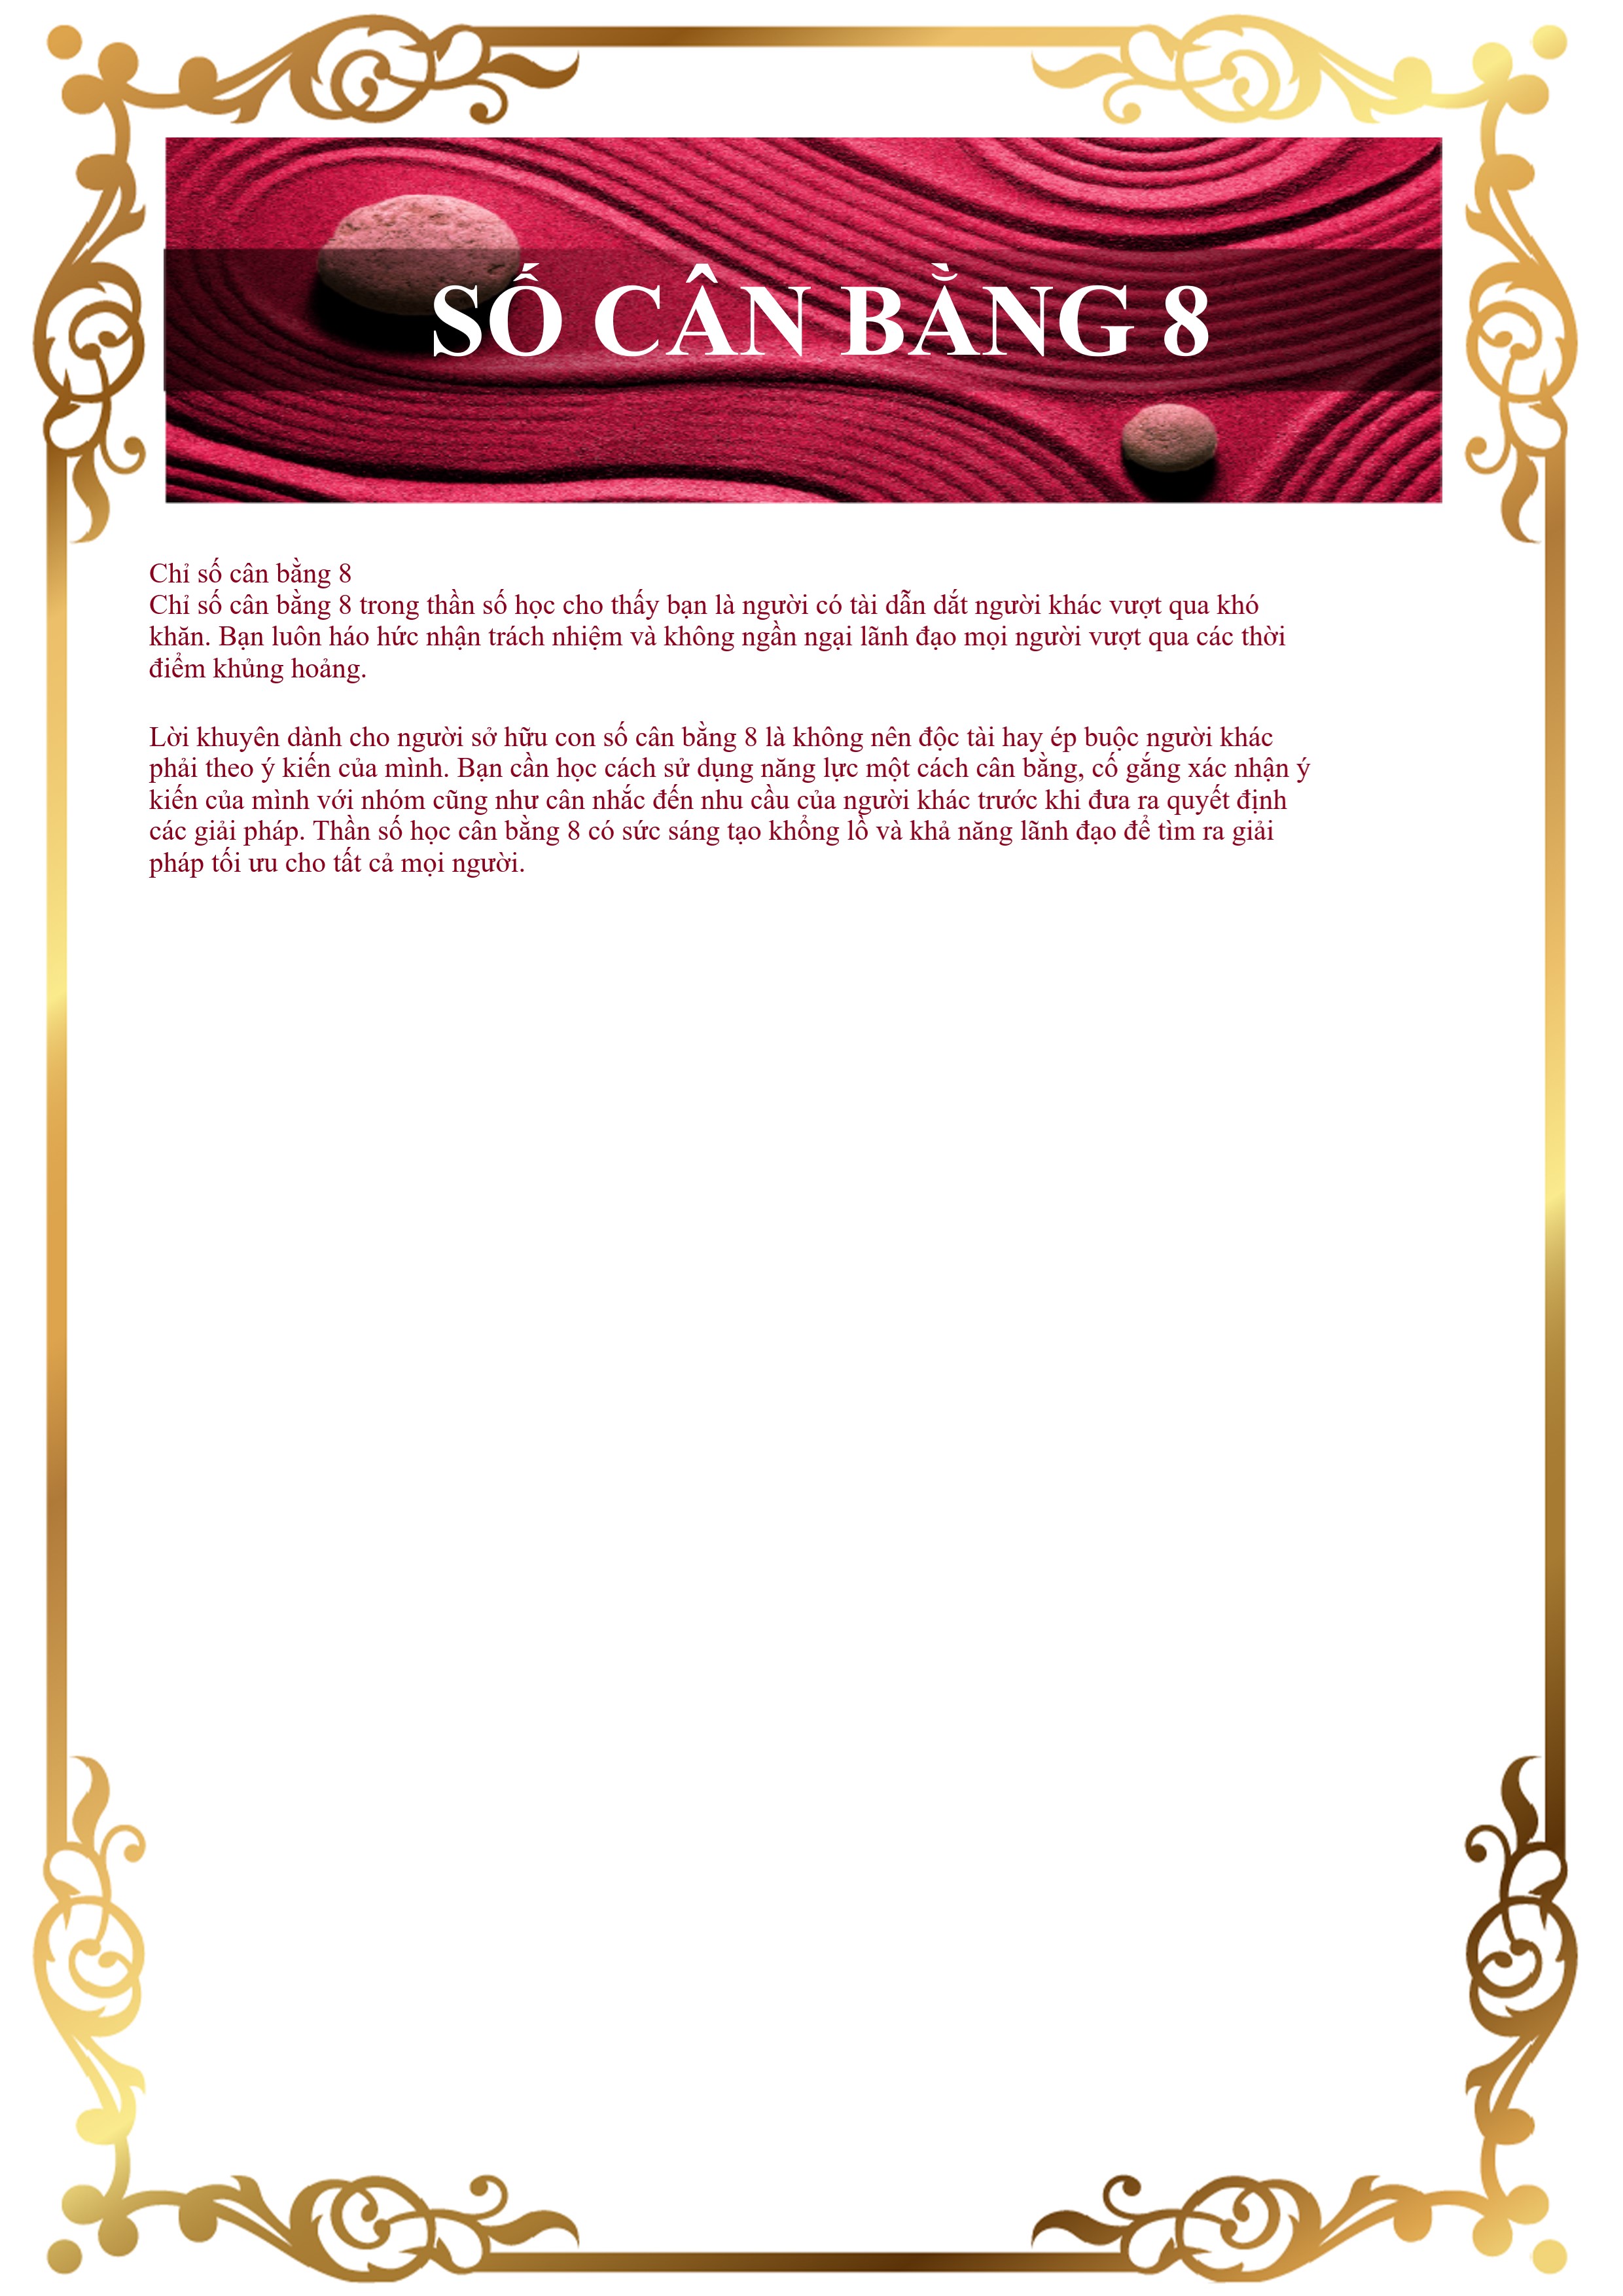 SỐ CÂN BẰNG 8
Chỉ số cân bằng 8
Chỉ số cân bằng 8 trong thần số học cho thấy bạn là người có tài dẫn dắt người khác vượt qua khó
khăn. Bạn luôn háo hức nhận trách nhiệm và không ngần ngại lãnh đạo mọi người vượt qua các thời
điểm khủng hoảng.
Lời khuyên dành cho người sở hữu con số cân bằng 8 là không nên độc tài hay ép buộc người khác
phải theo ý kiến của mình. Bạn cần học cách sử dụng năng lực một cách cân bằng, cố gắng xác nhận ý
kiến của mình với nhóm cũng như cân nhắc đến nhu cầu của người khác trước khi đưa ra quyết định
các giải pháp. Thần số học cân bằng 8 có sức sáng tạo khổng lồ và khả năng lãnh đạo để tìm ra giải
pháp tối ưu cho tất cả mọi người.